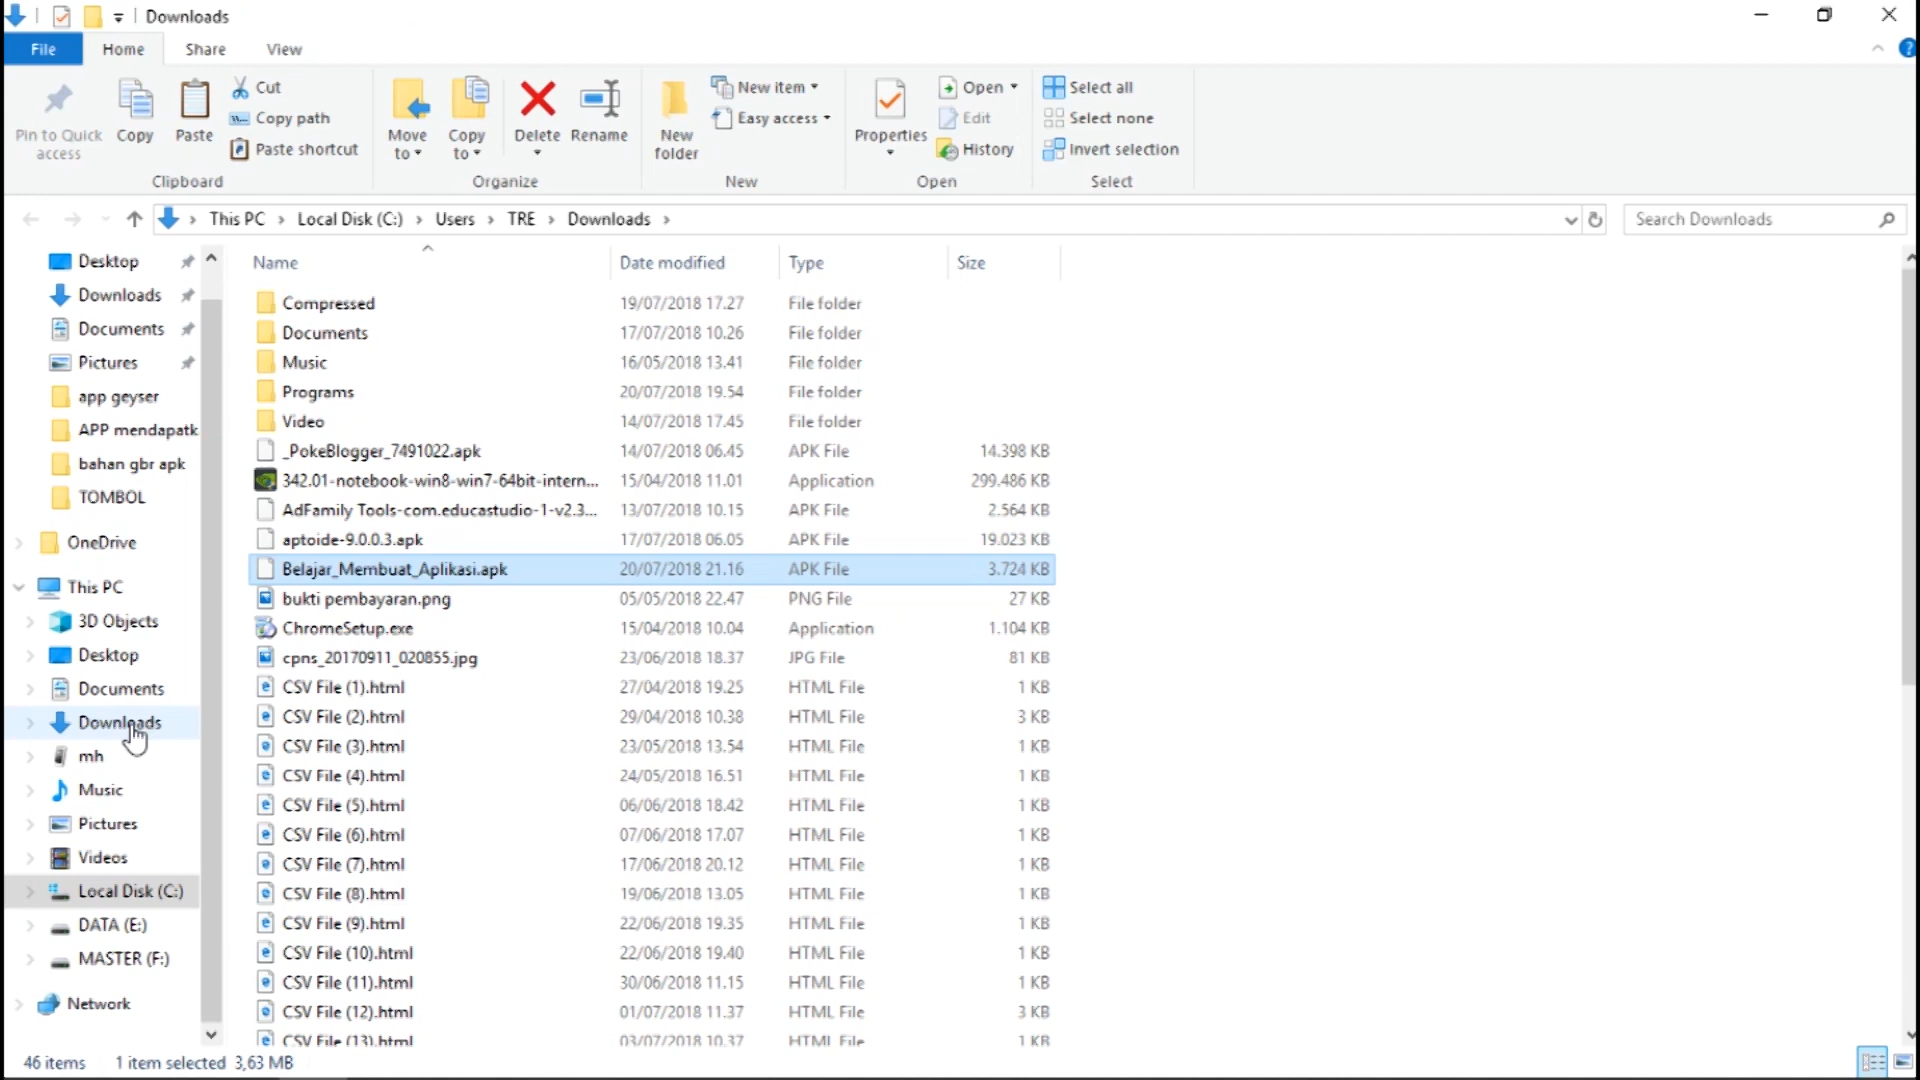 Downloads
File Home Share View
Pin to Quick access
Copy
Paste
Cut
Copy path
Paste shortcut
Clipboard
Move to
Copy to
Delete
Rename
Organize
New folder
New item
Easy access
New
Properties
Open
Edit
History
Open
Select all
Select none
Invert selection
Select
This PC > Local Disk (C:) > Users > TRE > Downloads >
Search Downloads
Desktop
Downloads
Documents
Pictures
app geyser
APP mendapatk
bahan gbr apk
TOMBOL
OneDrive
This PC
3D Objects
Desktop
Documents
Downloads
mh
Music
Pictures
Videos
Local Disk (C:)
DATA (E:)
MASTER (F:)
Network
Name Date modified Type Size
Compressed 19/07/2018 17.27 File folder
Documents 17/07/2018 10.26 File folder
Music 16/05/2018 13.41 File folder
Programs 20/07/2018 19.54 File folder
Video 14/07/2018 17.45 File folder
_PokeBlogger_7491022.apk 14/07/2018 06.45 APK File 14.398 KB
342.01-notebook-win8-win7-64bit-intern... 15/04/2018 11.01 Application 299.486 KB
AdFamily Tools-com.educastudio-1-v2.3... 13/07/2018 10.15 APK File 2.564 KB
aptoide-9.0.0.3.apk 17/07/2018 06.05 APK File 19.023 KB
Belajar_Membuat_Aplikasi.apk 20/07/2018 21.16 APK File 3.724 KB
bukti pembayaran.png 05/05/2018 22.47 PNG File 27 KB
ChromeSetup.exe 15/04/2018 10.04 Application 1.104 KB
cpns_20170911_020855.jpg 23/06/2018 18.37 JPG File 81 KB
CSV File (1).html 27/04/2018 19.25 HTML File 1 KB
CSV File (2).html 29/04/2018 10.38 HTML File 3 KB
CSV File (3).html 23/05/2018 13.54 HTML File 1 KB
CSV File (4).html 24/05/2018 16.51 HTML File 1 KB
CSV File (5).html 06/06/2018 18.42 HTML File 1 KB
CSV File (6).html 07/06/2018 17.07 HTML File 1 KB
CSV File (7).html 17/06/2018 20.12 HTML File 1 KB
CSV File (8).html 19/06/2018 13.05 HTML File 1 KB
CSV File (9).html 22/06/2018 19.35 HTML File 1 KB
CSV File (10).html 22/06/2018 19.40 HTML File 1 KB
CSV File (11).html 30/06/2018 11.15 HTML File 1 KB
CSV File (12).html 01/07/2018 11.37 HTML File 3 KB
CSV File (13).html 03/07/2018 10.37 HTML File 1 KB
46 items 1 item selected 3,63 MB